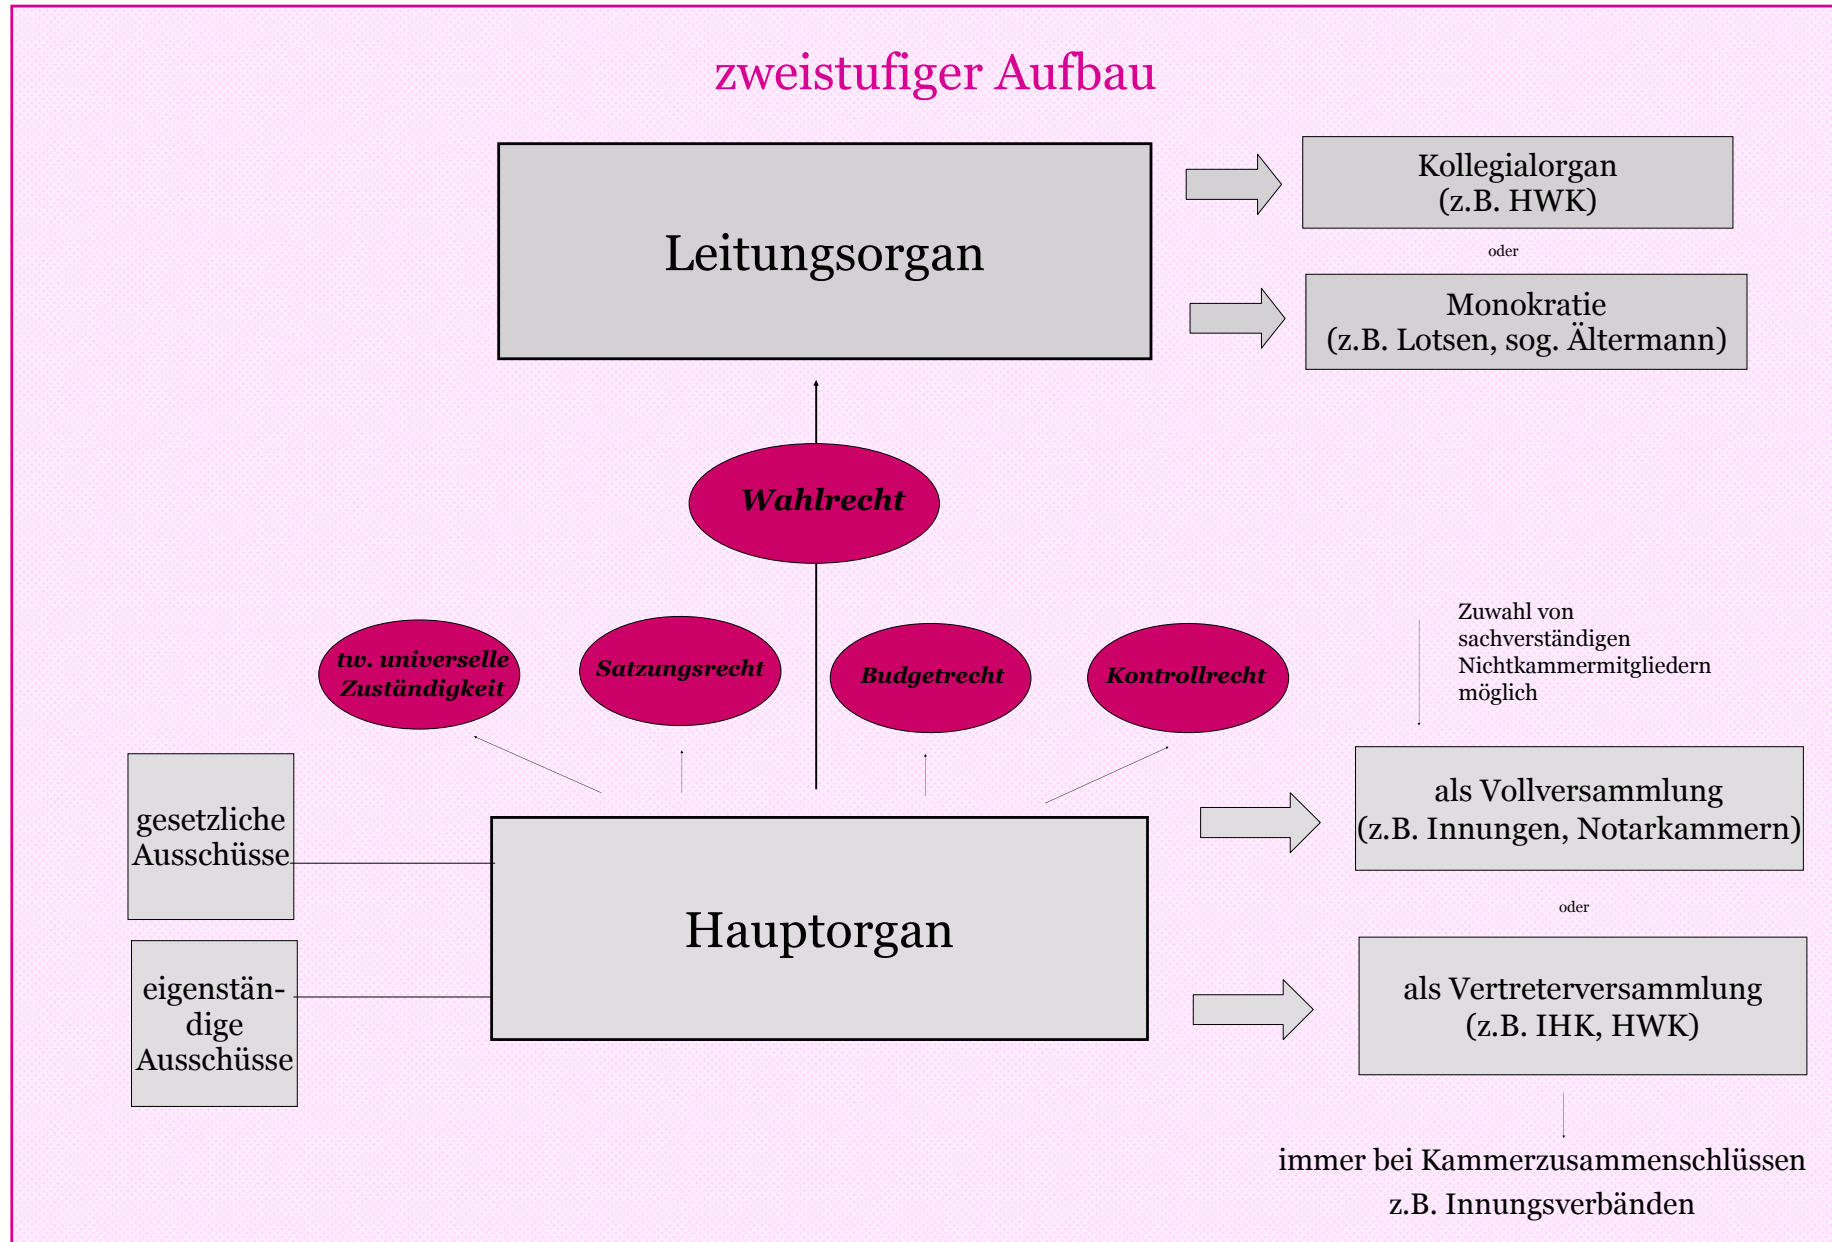 zweistufiger Aufbau
Leitungsorgan
Kollegialorgan
(z.B. HWK)
oder
Monokratie
(z.B. Lotsen, sog. Ältermann)
Wahlrecht
tw. universelle
Zuständigkeit
Satzungsrecht
Budgetrecht
Kontrollrecht
Zuwahl von
sachverständigen
Nichtkammermitgliedern
möglich
gesetzliche
Ausschüsse
eigenstän-
dige
Ausschüsse
Hauptorgan
als Vollversammlung
(z.B. Innungen, Notarkammern)
oder
als Vertreterversammlung
(z.B. IHK, HWK)
immer bei Kammerzusammenschlüssen
z.B. Innungsverbänden